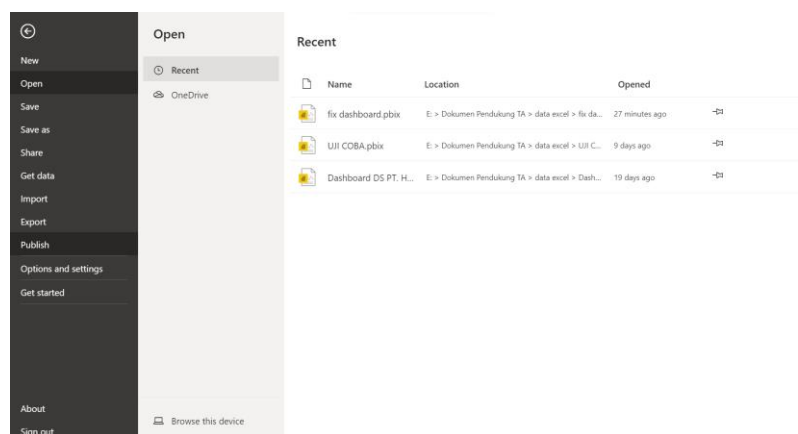 Open
Recent
New
Recent
Open
Name Location Opened
OneDrive
Save
fix dashboard.pbix E: > Dokumen Pendukung TA > data excel > fix da... 27 minutes ago
Save as
UJI COBA.pbix E: > Dokumen Pendukung TA > data excel > UJI C... 9 days ago
Share
Get data
Dashboard DS PT. H... E: > Dokumen Pendukung TA > data excel > Dash... 19 days ago
Import
Export
Publish
Options and settings
Get started
About
Browse this device
Sign out